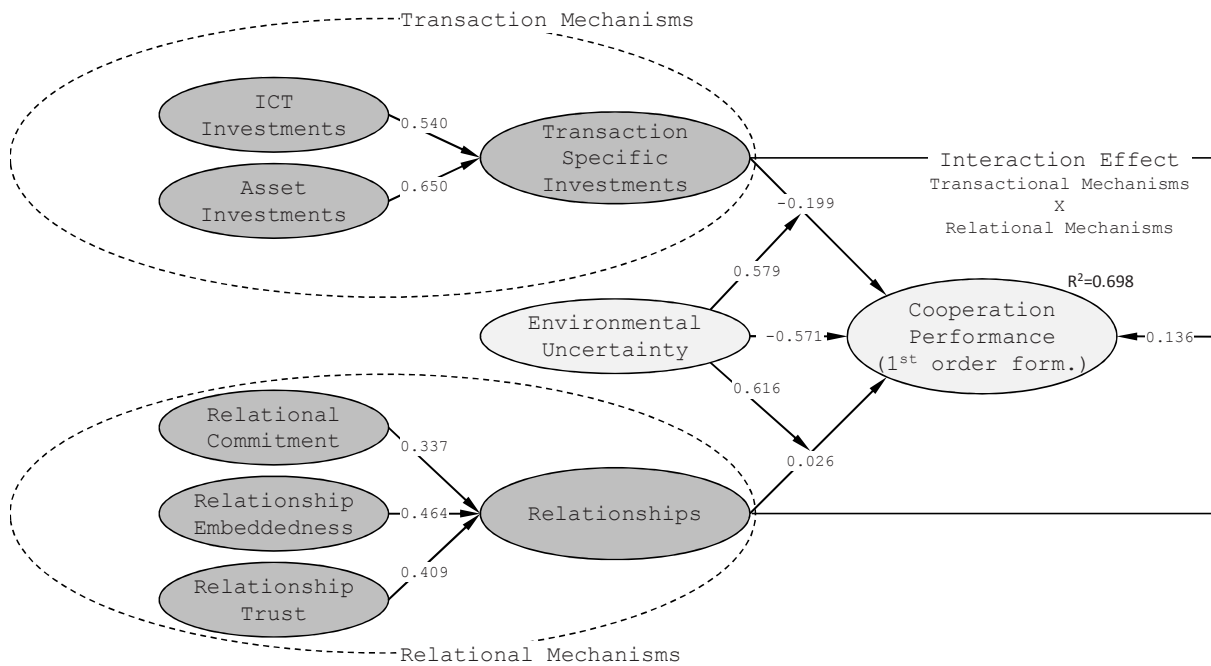 Transaction Mechanisms
ICT
Investments
0.540
Asset
Investments
0.650
Transaction
Specific
Investments
Interaction Effect
Transactional Mechanisms
X
Relational Mechanisms
-0.199
0.579
R²=0.698
Environmental
Uncertainty
-0.571
Cooperation
Performance
(1st order form.)
0.136
0.616
Relational
Commitment
0.337
0.026
Relationship
Embeddedness
0.464
Relationships
0.409
Relationship
Trust
Relational Mechanisms